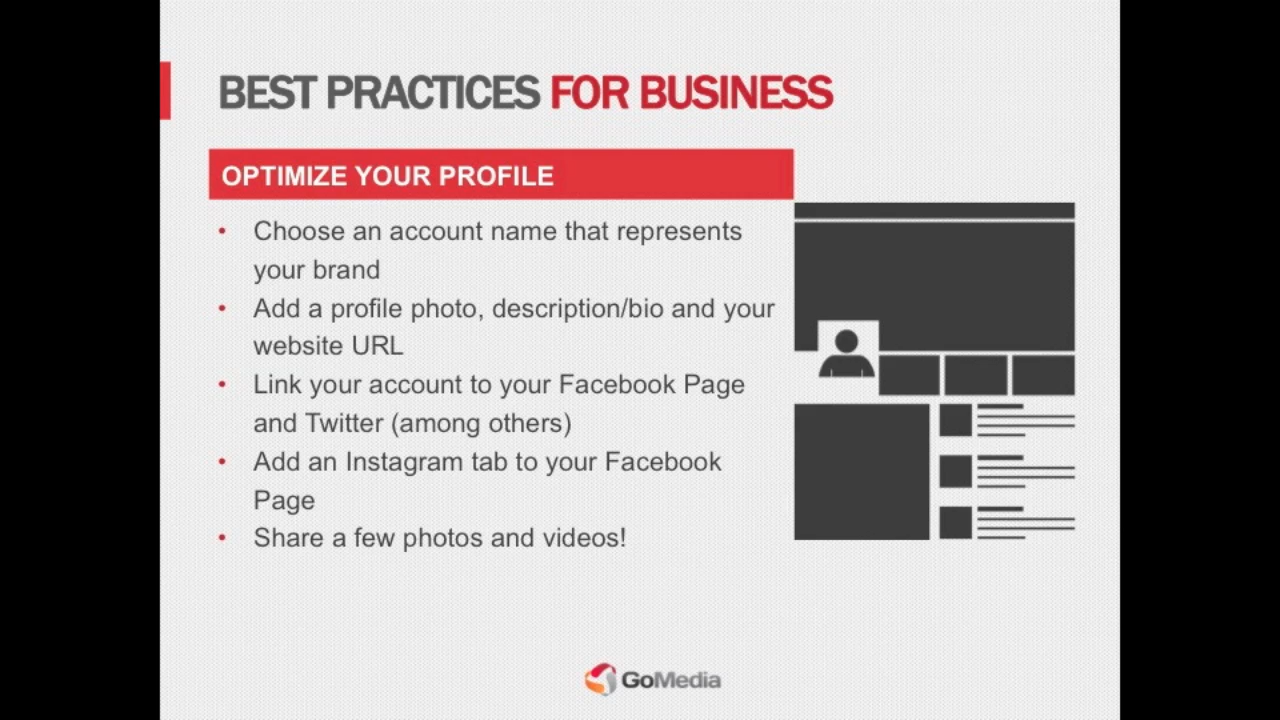 BEST PRACTICES FOR BUSINESS
OPTIMIZE YOUR PROFILE
• Choose an account name that represents
your brand
• Add a profile photo, description/bio and your
website URL
• Link your account to your Facebook Page
and Twitter (among others)
• Add an Instagram tab to your Facebook
Page
• Share a few photos and videos!
GoMedia